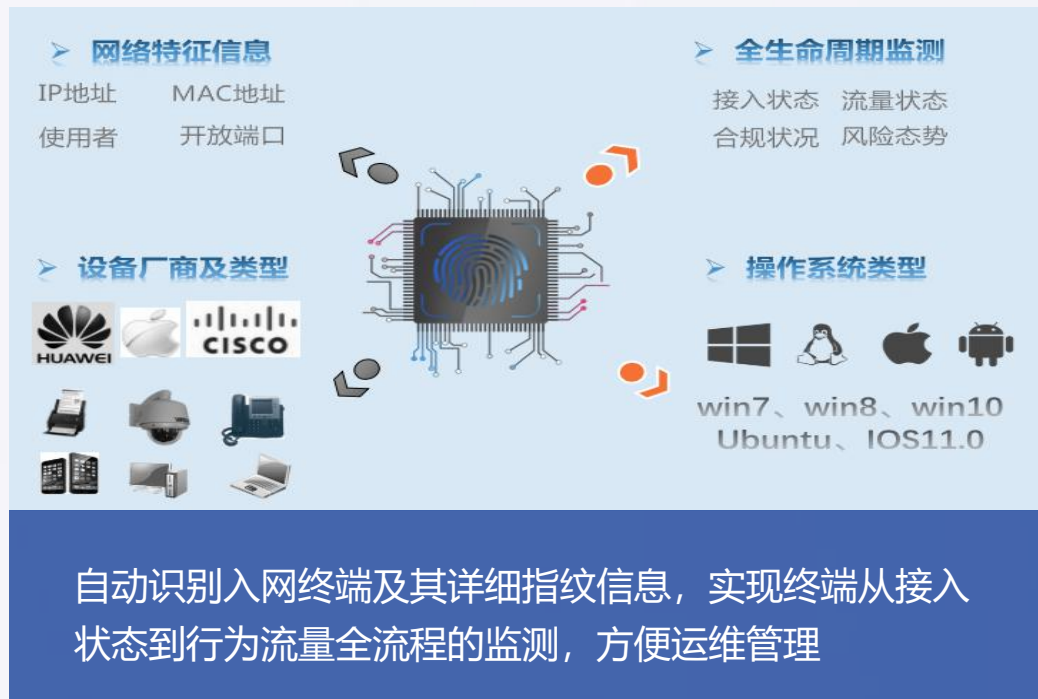 网络特征信息
IP地址 MAC地址
使用者 开放端口
全生命周期监测
接入状态 流量状态
合规状况 风险态势
设备厂商及类型
HUAWEI
CISCO
操作系统类型
win7、win8、win10
Ubuntu、IOS11.0
自动识别入网终端及其详细指纹信息，实现终端从接入
状态到行为流量全流程的监测，方便运维管理